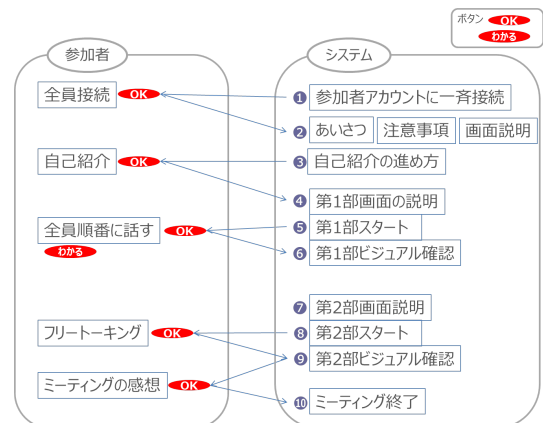 ボタン OK
わかる
参加者
システム
全員接続 OK
❶ 参加者アカウントに一斉接続
❷ あいさつ 注意事項 画面説明
自己紹介 OK
❸ 自己紹介の進め方
❹ 第1部画面の説明
全員順番に話す OK
わかる
❺ 第1部スタート
❻ 第1部ビジュアル確認
❼ 第2部画面説明
フリートーキング OK
❽ 第2部スタート
❾ 第2部ビジュアル確認
ミーティングの感想 OK
❿ ミーティング終了